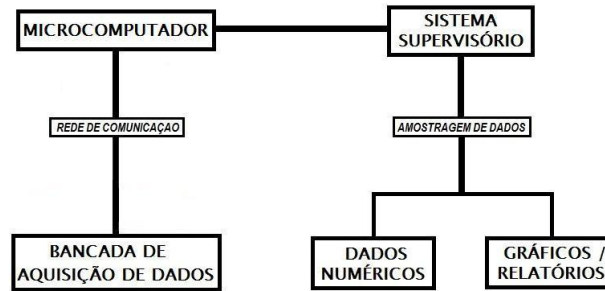 MICROCOMPUTADOR
SISTEMA
SUPERVISÓRIO
REDE DE COMUNICAÇAO
AMOSTRAGEM DE DADOS
BANCADA DE
AQUISIÇÃO DE DADOS
DADOS
NUMÉRICOS
GRÁFICOS /
RELATÓRIOS